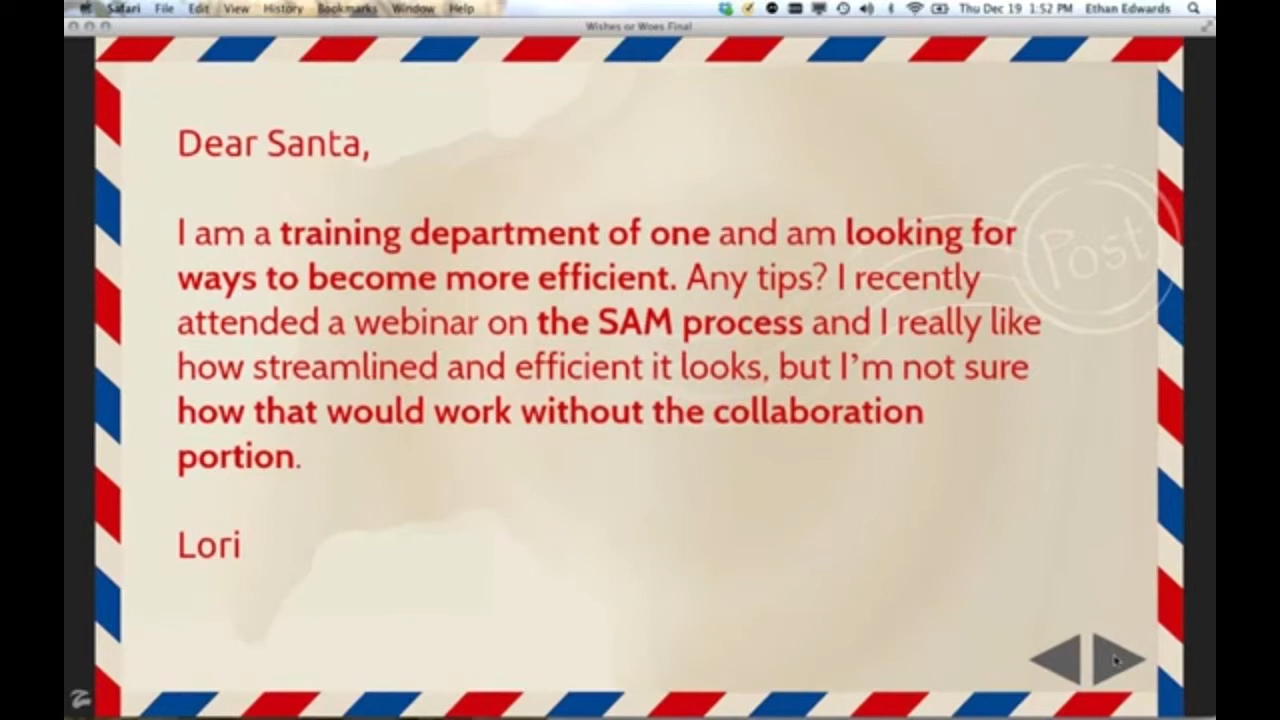 Safari File Edit View History Bookmarks Window Help Thu Dec 19 1:52 PM Ethan Edwards
Wishes or Woes Final
Dear Santa,
I am a training department of one and am looking for
ways to become more efficient. Any tips? I recently
attended a webinar on the SAM process and I really like
how streamlined and efficient it looks, but I’m not sure
how that would work without the collaboration
portion.
Lori
Post